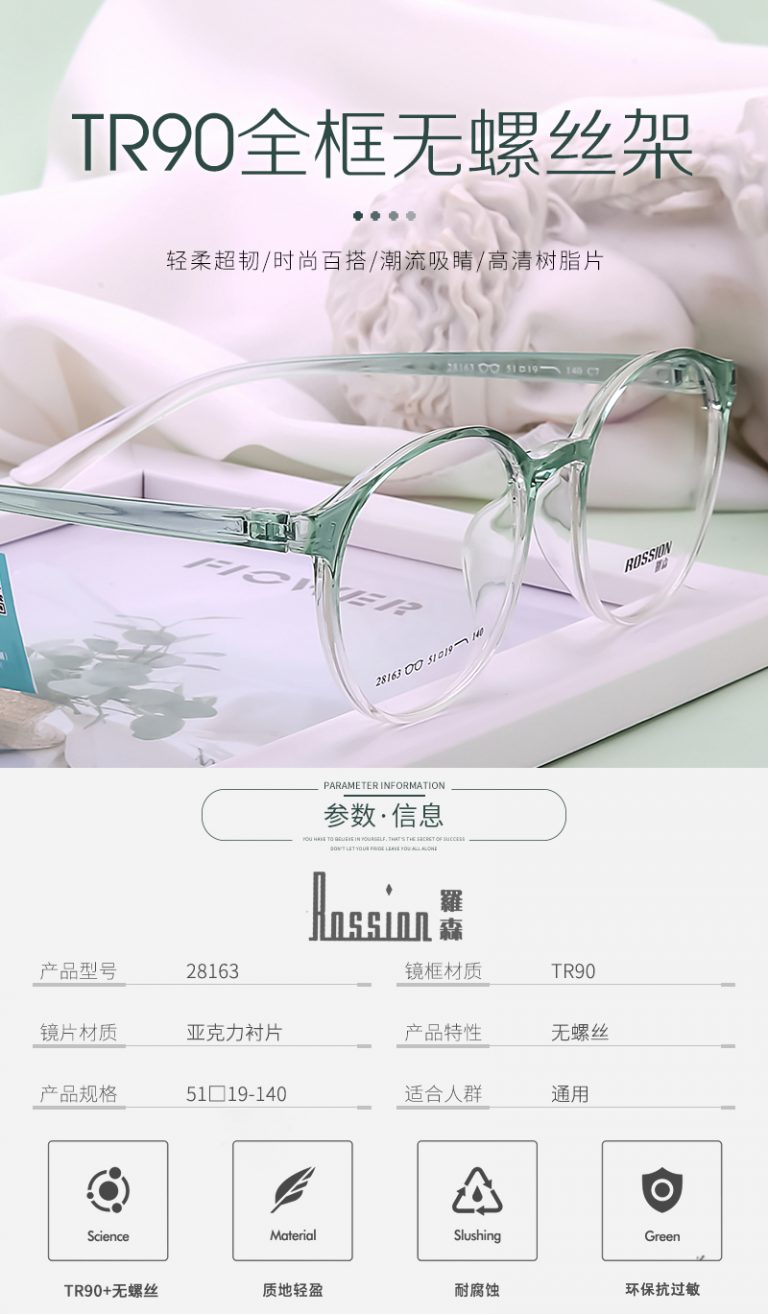 TR90全框无螺丝架
轻柔超韧/时尚百搭/潮流吸睛/高清树脂片
28163 51□19 140 C7
ROSSION
FLOWER
28163 51□19 140
PARAMETER INFORMATION
参数·信息
YOU HAVE TO BELIEVE IN YOURSELF. THAT'S THE SECRET OF SUCCESS
DON'T LET YOUR PRIDE LEAVE YOU ALL ALONE
Rossion 羅森
产品型号 28163 镜框材质 TR90
镜片材质 亚克力衬片 产品特性 无螺丝
产品规格 51□19-140 适合人群 通用
Science Material Slushing Green
TR90+无螺丝 质地轻盈 耐腐蚀 环保抗过敏